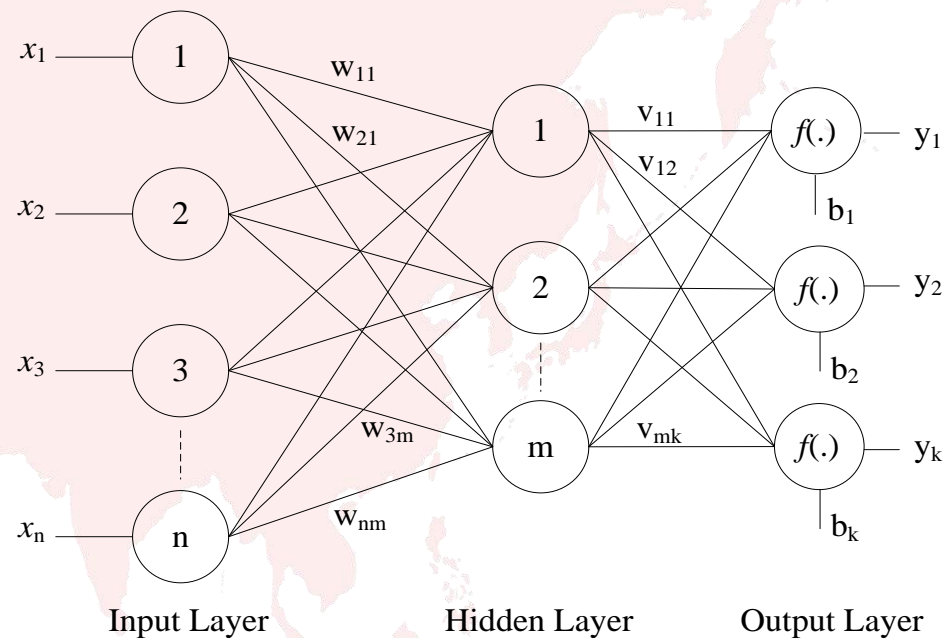 x1
1
w11
w21
1
v11
v12
f(.)
y1
b1
x2
2
2
f(.)
y2
b2
x3
3
w3m
m
vmk
f(.)
yk
bk
xn
n
wnm
Input Layer
Hidden Layer
Output Layer